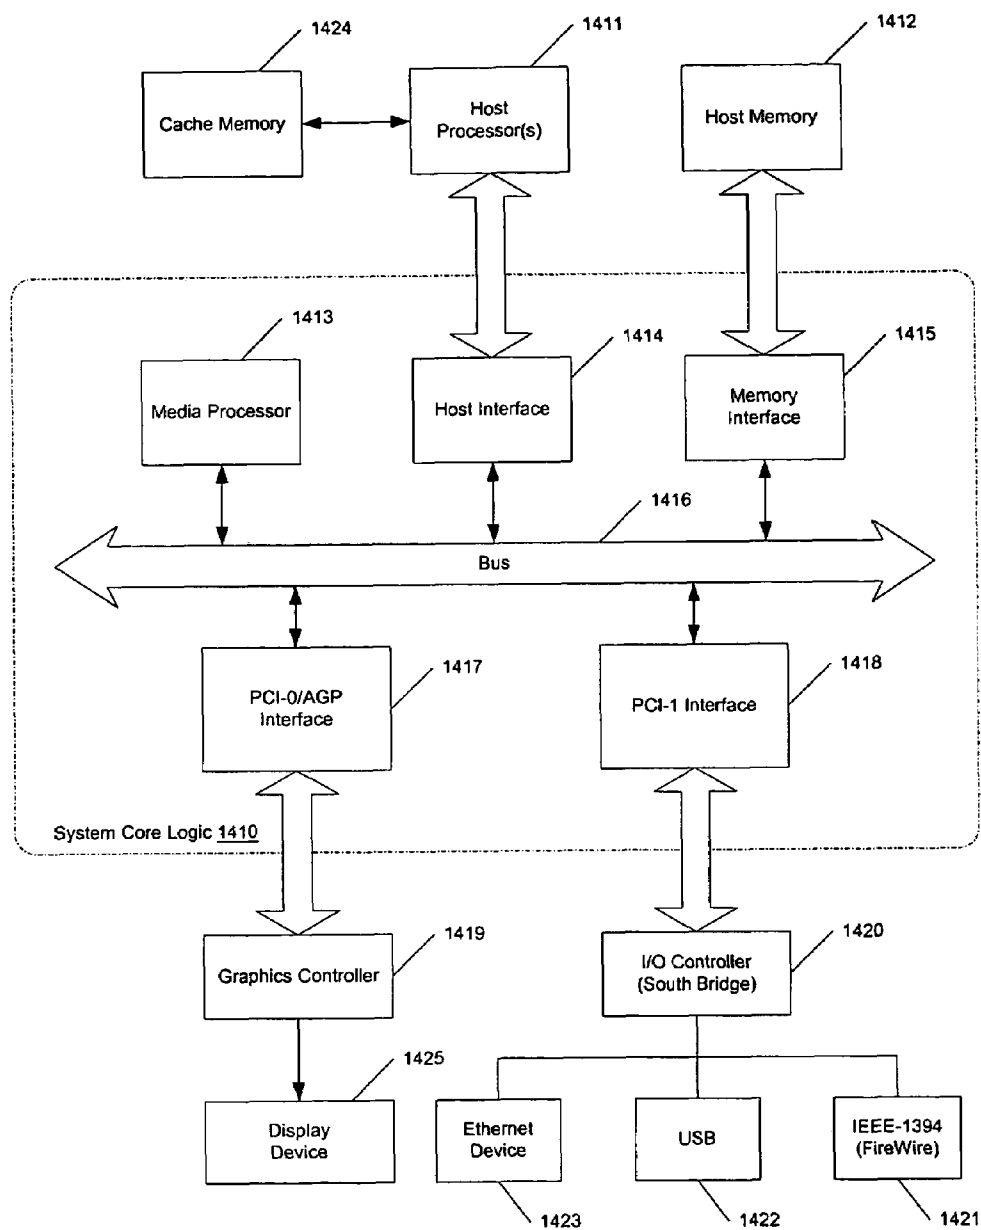 1424
1411
1412
Cache Memory
Host
Processor(s)
Host Memory
1413
1414
1415
Media Processor
Host Interface
Memory
Interface
1416
Bus
1417
1418
PCI-0/AGP
Interface
PCI-1 Interface
System Core Logic 1410
1419
1420
Graphics Controller
I/O Controller
(South Bridge)
1425
Display
Device
Ethernet
Device
USB
IEEE-1394
(FireWire)
1423
1422
1421